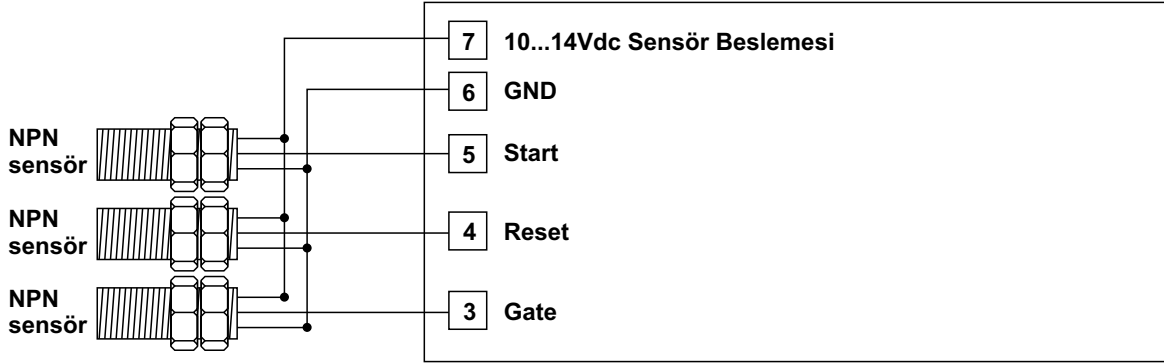 7 10...14Vdc Sensör Beslemesi
6 GND
NPN
sensör
5 Start
NPN
sensör
4 Reset
NPN
sensör
3 Gate